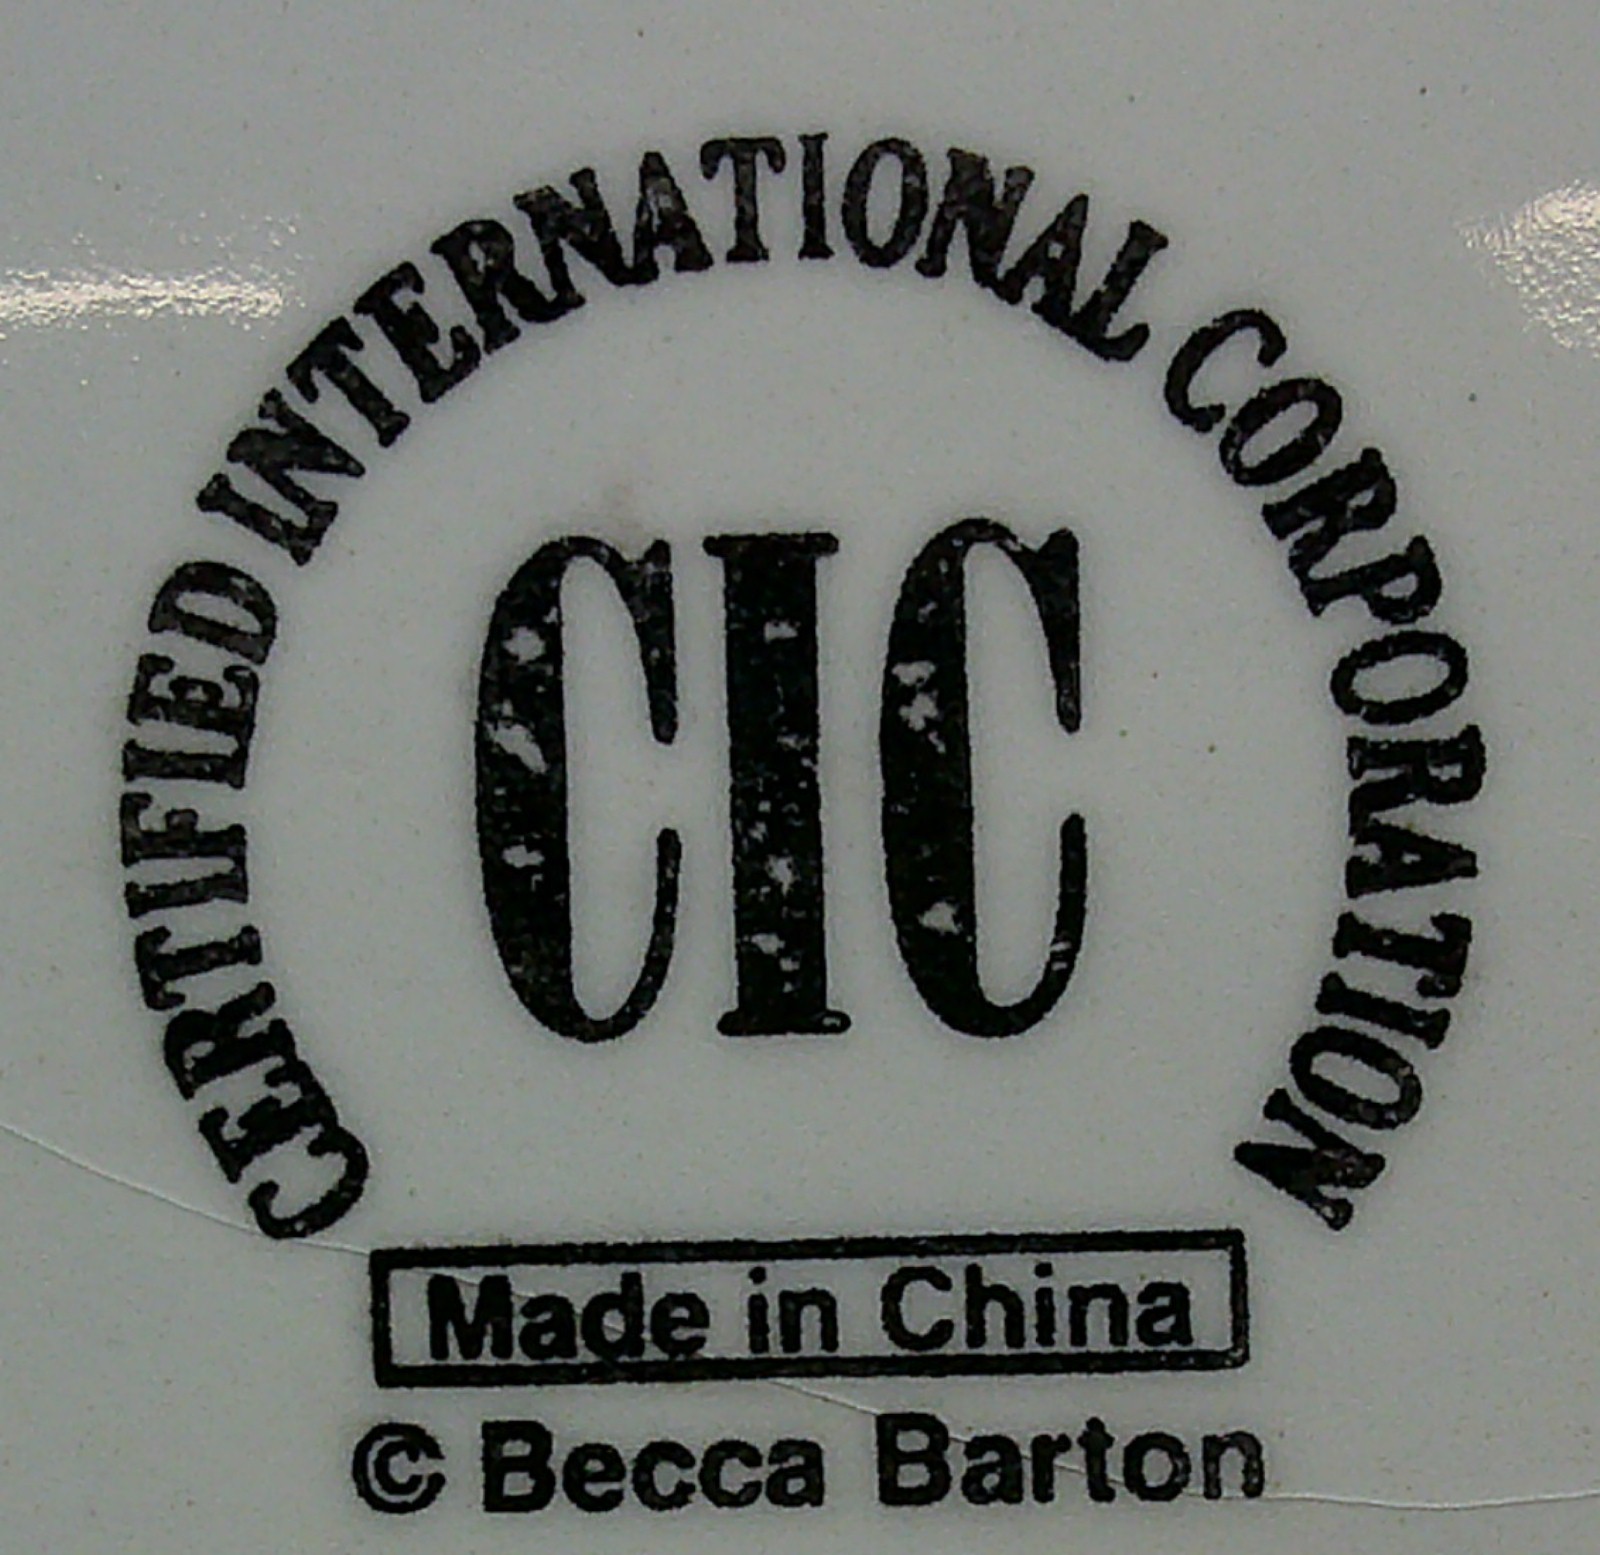 CERTIFIED INTERNATIONAL CORPORATION
CIC
Made in China
© Becca Barton